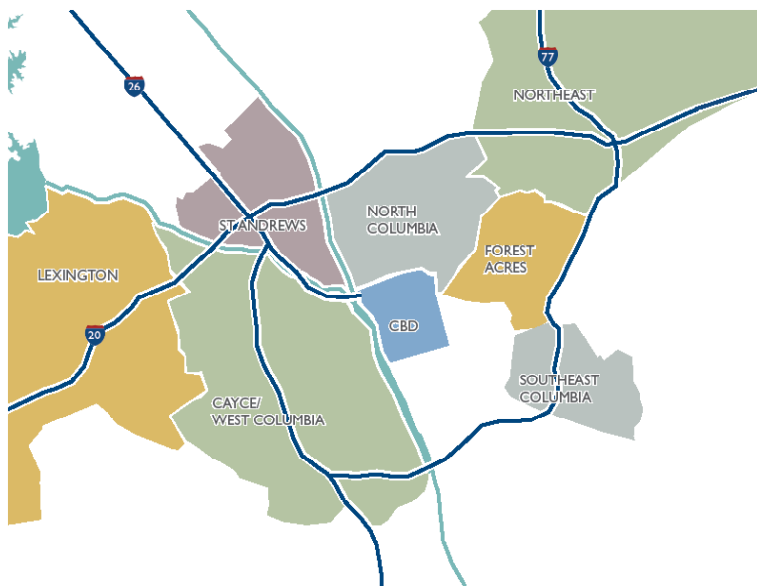 77
26
NORTHEAST
NORTH
COLUMBIA
ST ANDREWS
FOREST
ACRES
LEXINGTON
CBD
20
SOUTHEAST
COLUMBIA
CAYCE/
WEST COLUMBIA